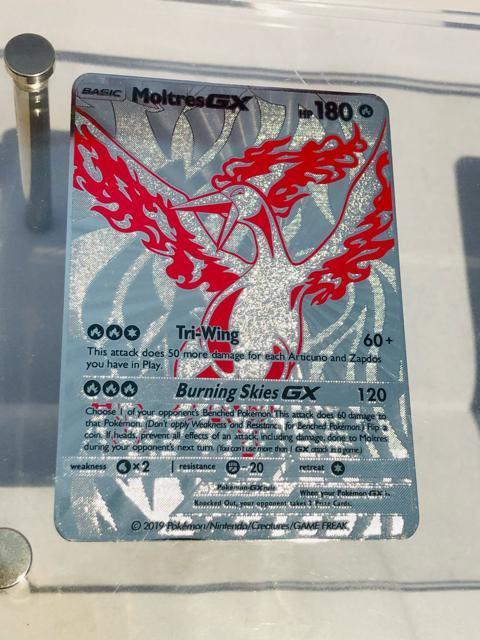 BASIC MoltresGX HP 180
Tri-Wing 60+
This attack does 50 more damage for each Articuno and Zapdos
you have in Play.
Burning Skies GX 120
Choose 1 of your opponent's Benched Pokémon. This attack does 60 damage to
that Pokémon. (Don't apply Weakness and Resistance for Benched Pokémon.) Flip a
coin. If heads, prevent all effects of an attack, including damage, done to Moltres
during your opponent's next turn. (You can't use more than 1 GX attack in a game.)
weakness ×2 resistance -20 retreat
Pokémon-GX rule When your Pokémon-GX is
Knocked Out, your opponent takes 2 Prize Cards.
© 2019 Pokémon/Nintendo/Creatures/GAME FREAK